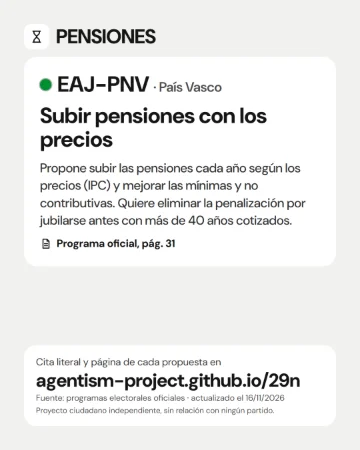 PENSIONES
EAJ-PNV · País Vasco
Subir pensiones con los
precios
Propone subir las pensiones cada año según los
precios (IPC) y mejorar las mínimas y no
contributivas. Quiere eliminar la penalización por
jubilarse antes con más de 40 años cotizados.
Programa oficial, pág. 31
Cita literal y página de cada propuesta en
agentism-project.github.io/29n
Fuente: programas electorales oficiales · actualizado el 16/11/2026
Proyecto ciudadano independiente, sin relación con ningún partido.